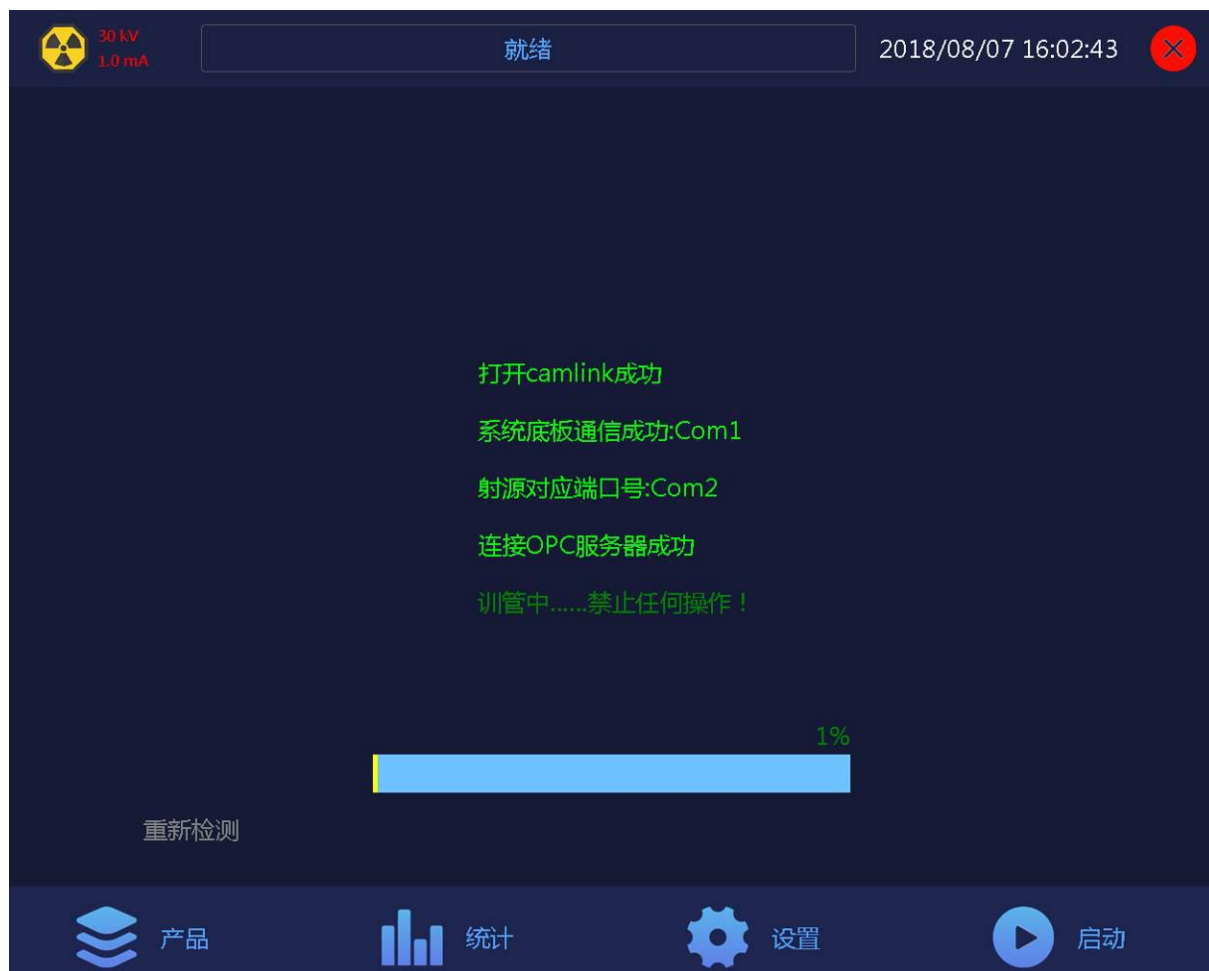 30 kV
1.0 mA
就绪
2018/08/07 16:02:43
打开camlink成功
系统底板通信成功:Com1
射源对应端口号:Com2
连接OPC服务器成功
训管中......禁止任何操作！
1%
重新检测
产品
统计
设置
启动